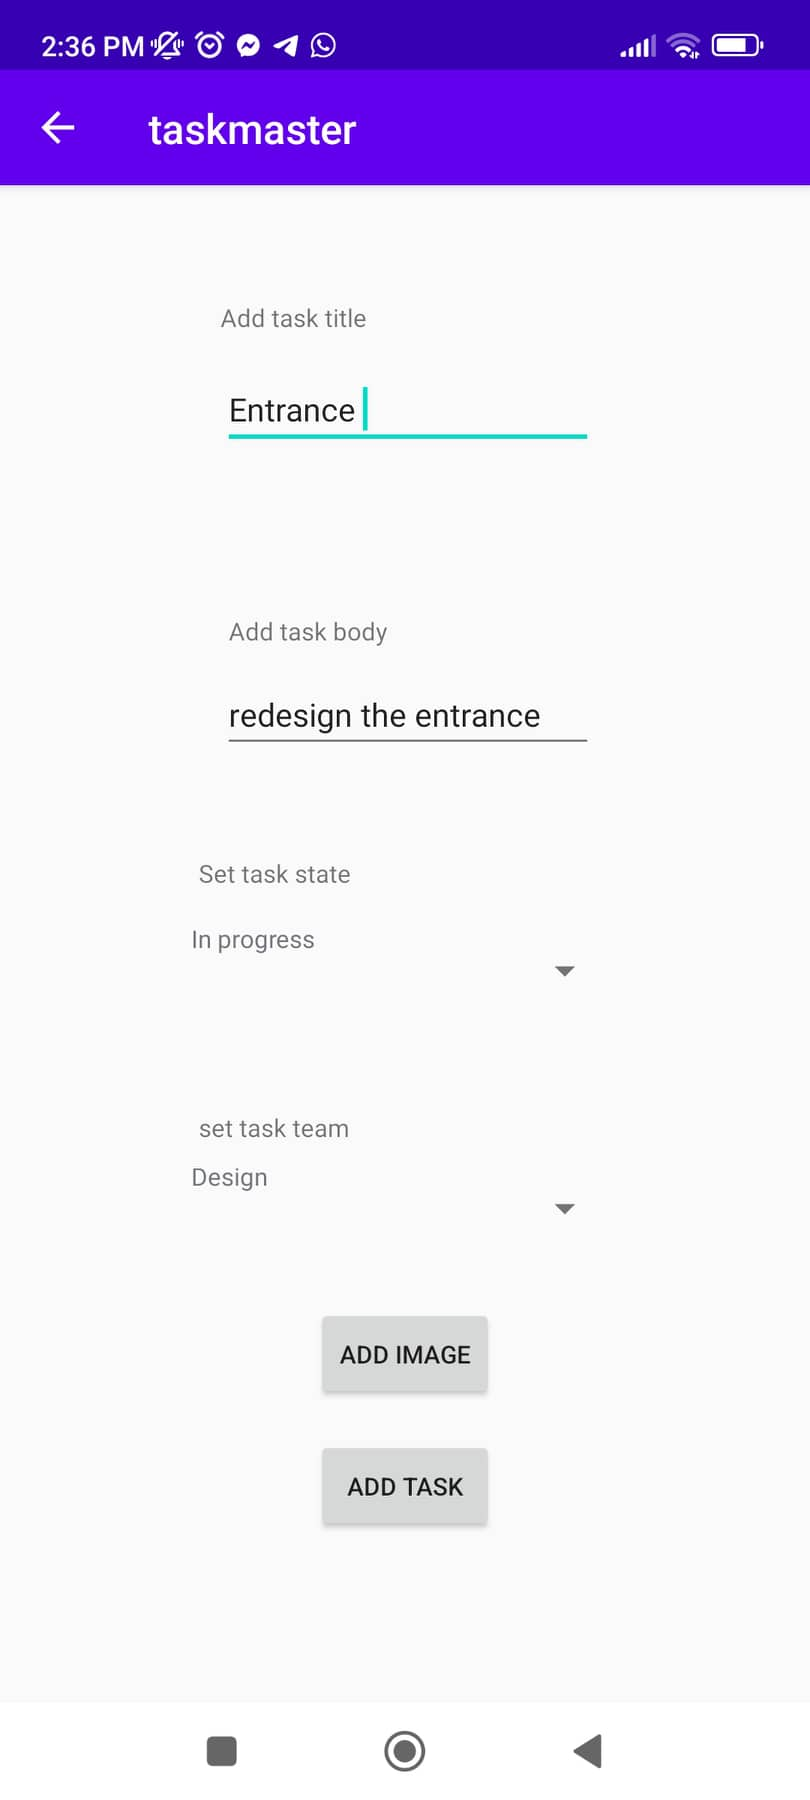 2:36 PM
taskmaster
Add task title
Entrance
Add task body
redesign the entrance
Set task state
In progress
set task team
Design
ADD IMAGE
ADD TASK